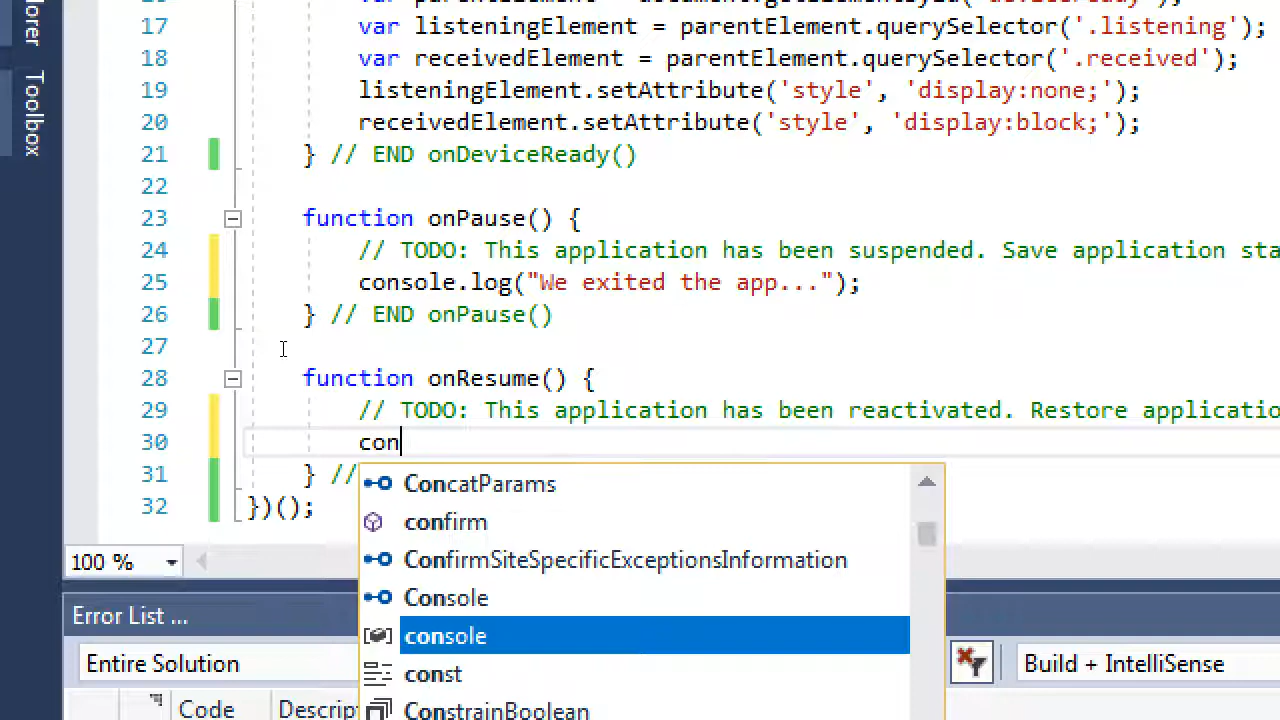 17 var listeningElement = parentElement.querySelector('.listening');
18 var receivedElement = parentElement.querySelector('.received');
19 listeningElement.setAttribute('style', 'display:none;');
20 receivedElement.setAttribute('style', 'display:block;');
21 } // END onDeviceReady()
22
23 function onPause() {
24 // TODO: This application has been suspended. Save application sta
25 console.log("We exited the app...");
26 } // END onPause()
27
28 function onResume() {
29 // TODO: This application has been reactivated. Restore applicatio
30 con
31 } //
32 })();
ConcatParams
confirm
ConfirmSiteSpecificExceptionsInformation
Console
console
const
ConstrainBoolean
100 %
Error List ...
Entire Solution
Build + IntelliSense
Code
Descrip
Toolbox